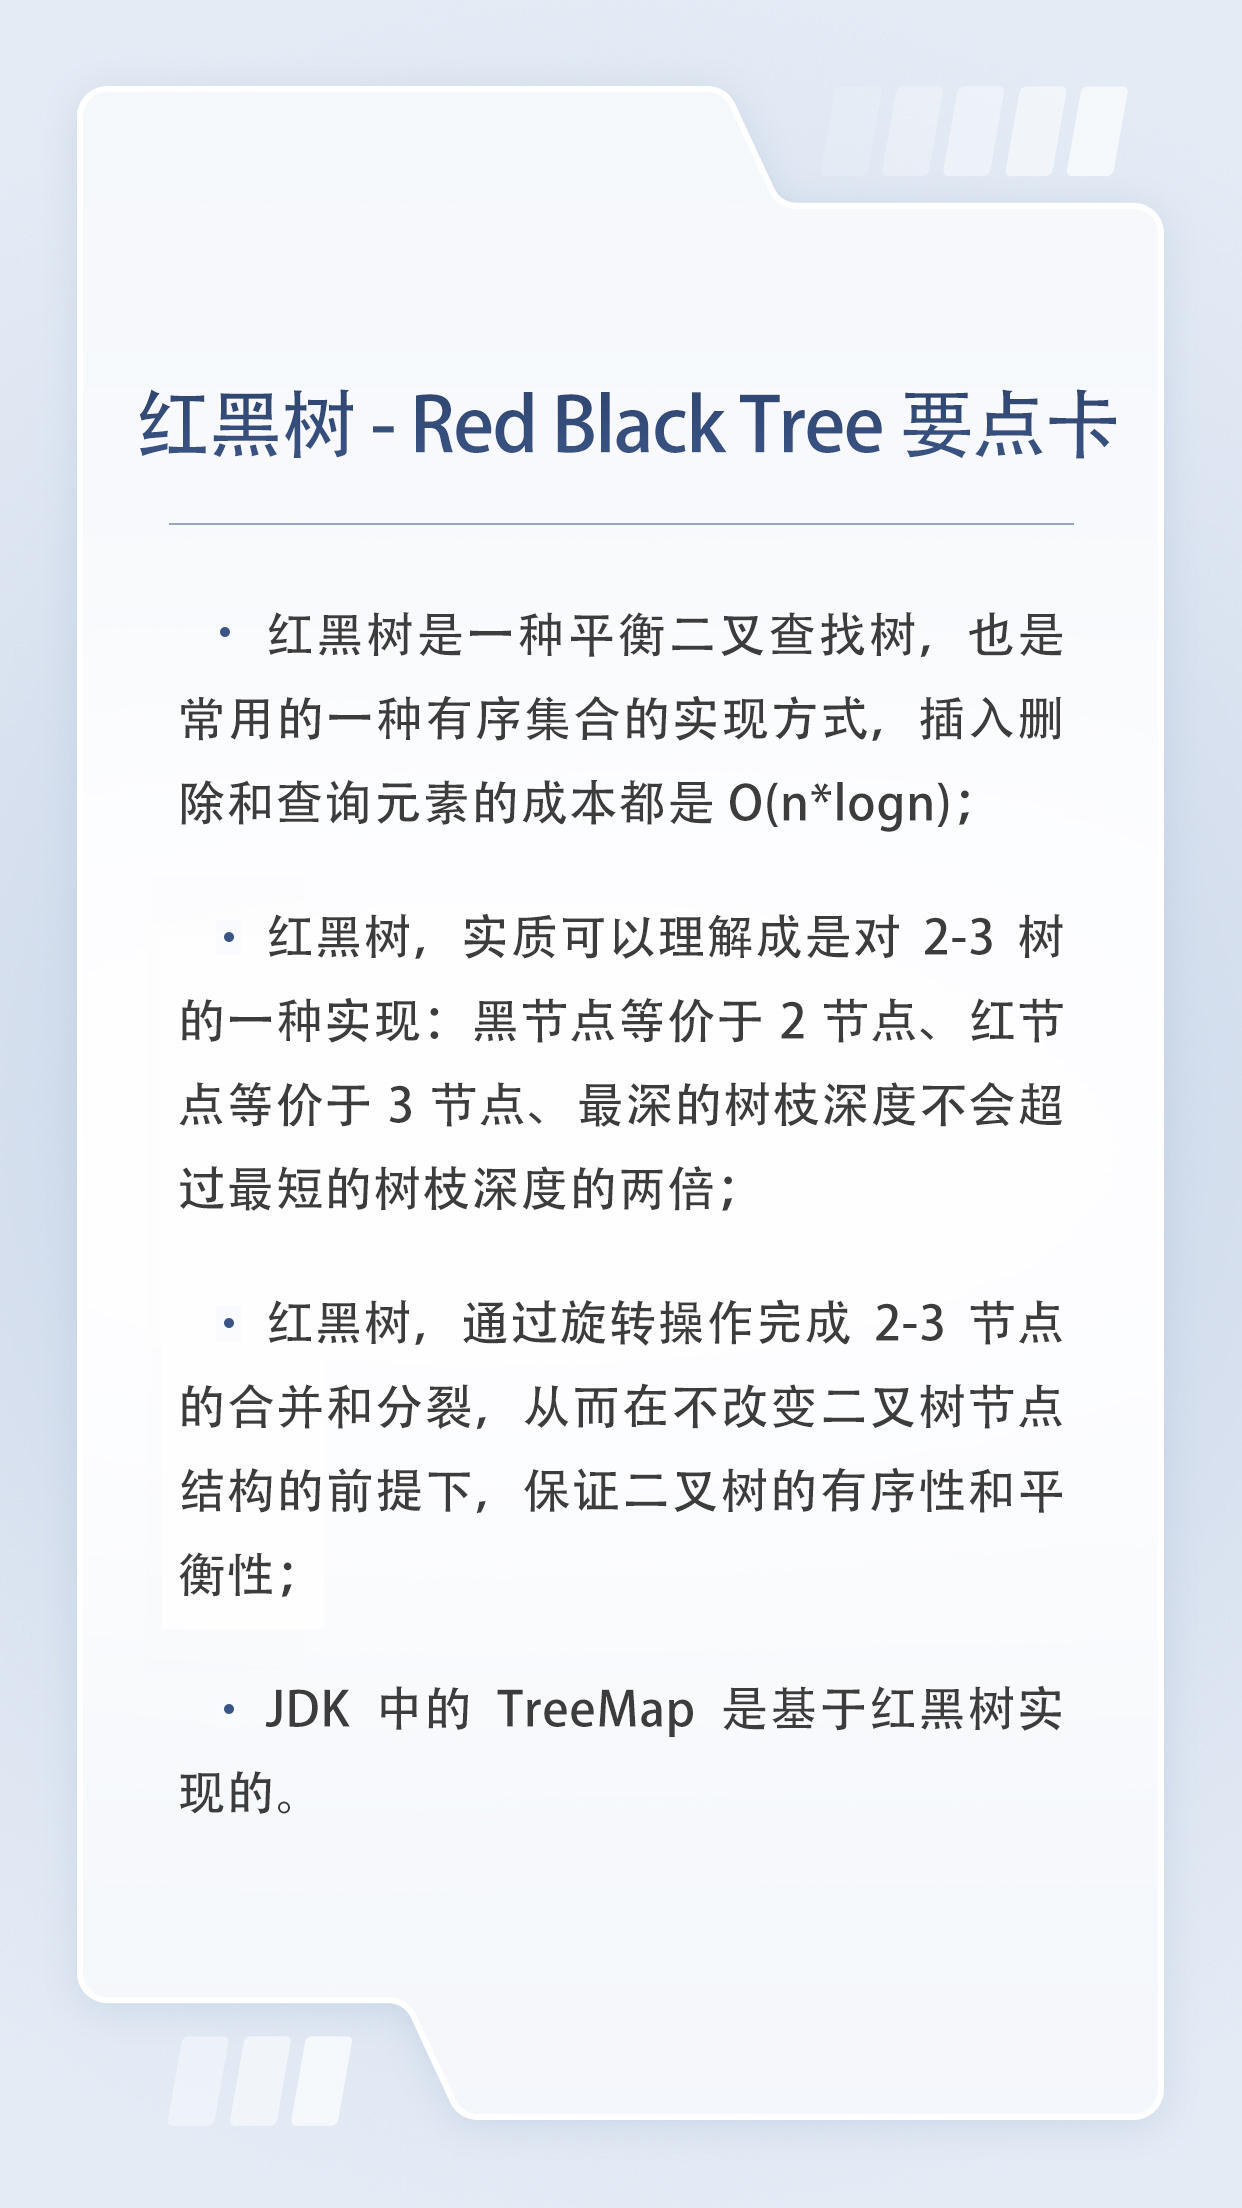 红黑树 - Red Black Tree 要点卡
• 红黑树是一种平衡二叉查找树，也是
常用的一种有序集合的实现方式，插入删
除和查询元素的成本都是 O(n*logn)；
• 红黑树，实质可以理解成是对 2-3 树
的一种实现：黑节点等价于 2 节点、红节
点等价于 3 节点、最深的树枝深度不会超
过最短的树枝深度的两倍；
• 红黑树，通过旋转操作完成 2-3 节点
的合并和分裂，从而在不改变二叉树节点
结构的前提下，保证二叉树的有序性和平
衡性；
• JDK 中的 TreeMap 是基于红黑树实
现的。